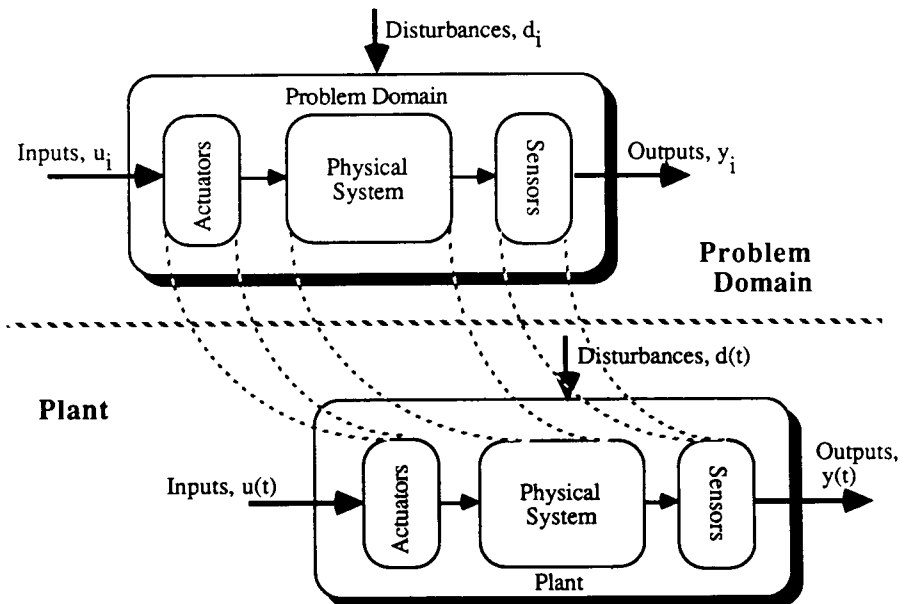 Disturbances, d_i
Problem Domain
Inputs, u_i
Actuators
Physical
System
Sensors
Outputs, y_i
Problem
Domain
Disturbances, d(t)
Plant
Outputs,
y(t)
Inputs, u(t)
Actuators
Physical
System
Sensors
Plant